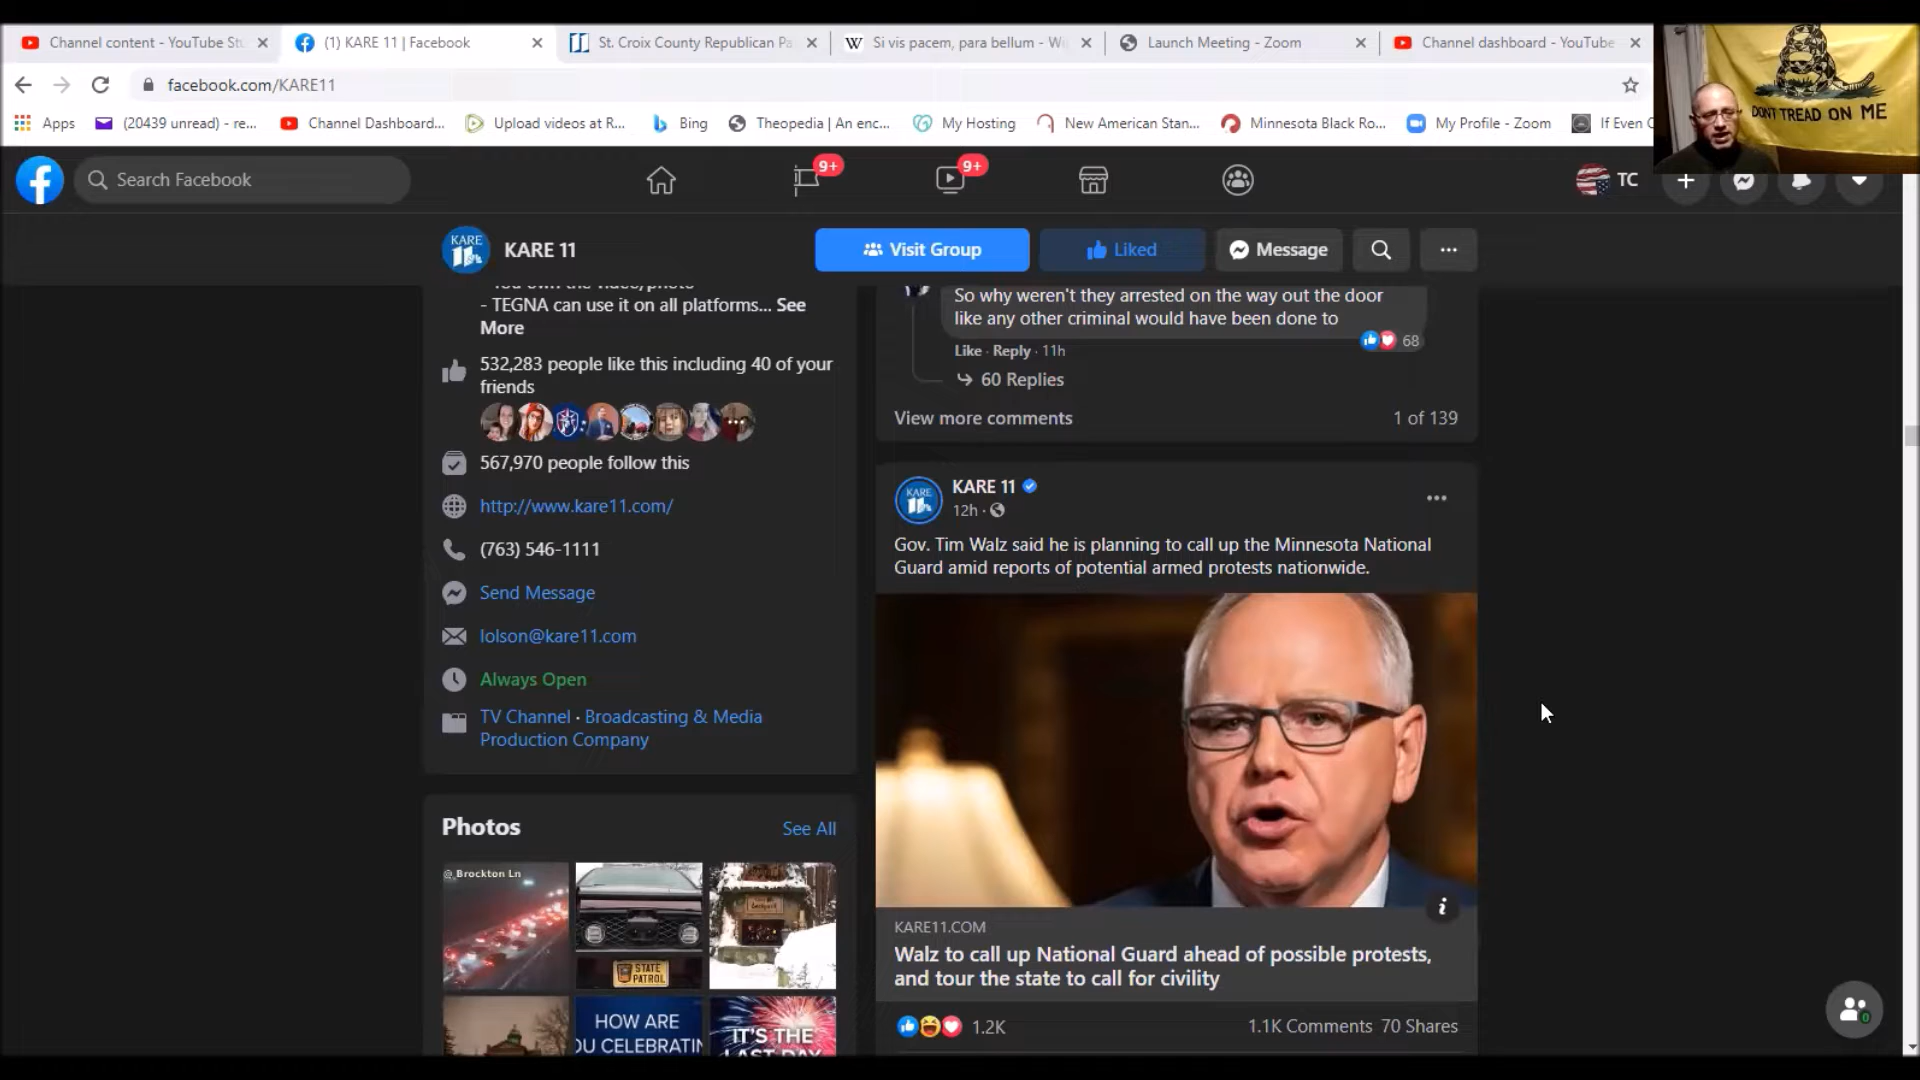 Channel content - YouTube Stu
(1) KARE 11 | Facebook
St. Croix County Republican Pa
Si vis pacem, para bellum - Wi
Launch Meeting - Zoom
Channel dashboard - YouTube
facebook.com/KARE11
Apps
(20439 unread) - re...
Channel Dashboard...
Upload videos at R...
Bing
Theopedia | An enc...
My Hosting
New American Stan...
Minnesota Black Ro...
My Profile - Zoom
If Even
DONT TREAD ON ME
Search Facebook
9+
9+
TC
KARE 11
KARE 11
Visit Group
Liked
Message
- You own the video/photo
- TEGNA can use it on all platforms... See
More
532,283 people like this including 40 of your
friends
567,970 people follow this
http://www.kare11.com/
(763) 546-1111
Send Message
lolson@kare11.com
Always Open
TV Channel · Broadcasting & Media
Production Company
Photos
See All
@ Brockton Ln
STATE
PATROL
HOW ARE
OU CELEBRATIN
IT'S THE
LAST DAY
So why weren't they arrested on the way out the door
like any other criminal would have been done to
68
Like · Reply · 11h
60 Replies
View more comments
1 of 139
KARE 11
KARE 11
12h ·
Gov. Tim Walz said he is planning to call up the Minnesota National
Guard amid reports of potential armed protests nationwide.
KARE11.COM
Walz to call up National Guard ahead of possible protests,
and tour the state to call for civility
1.2K
1.1K Comments 70 Shares
0